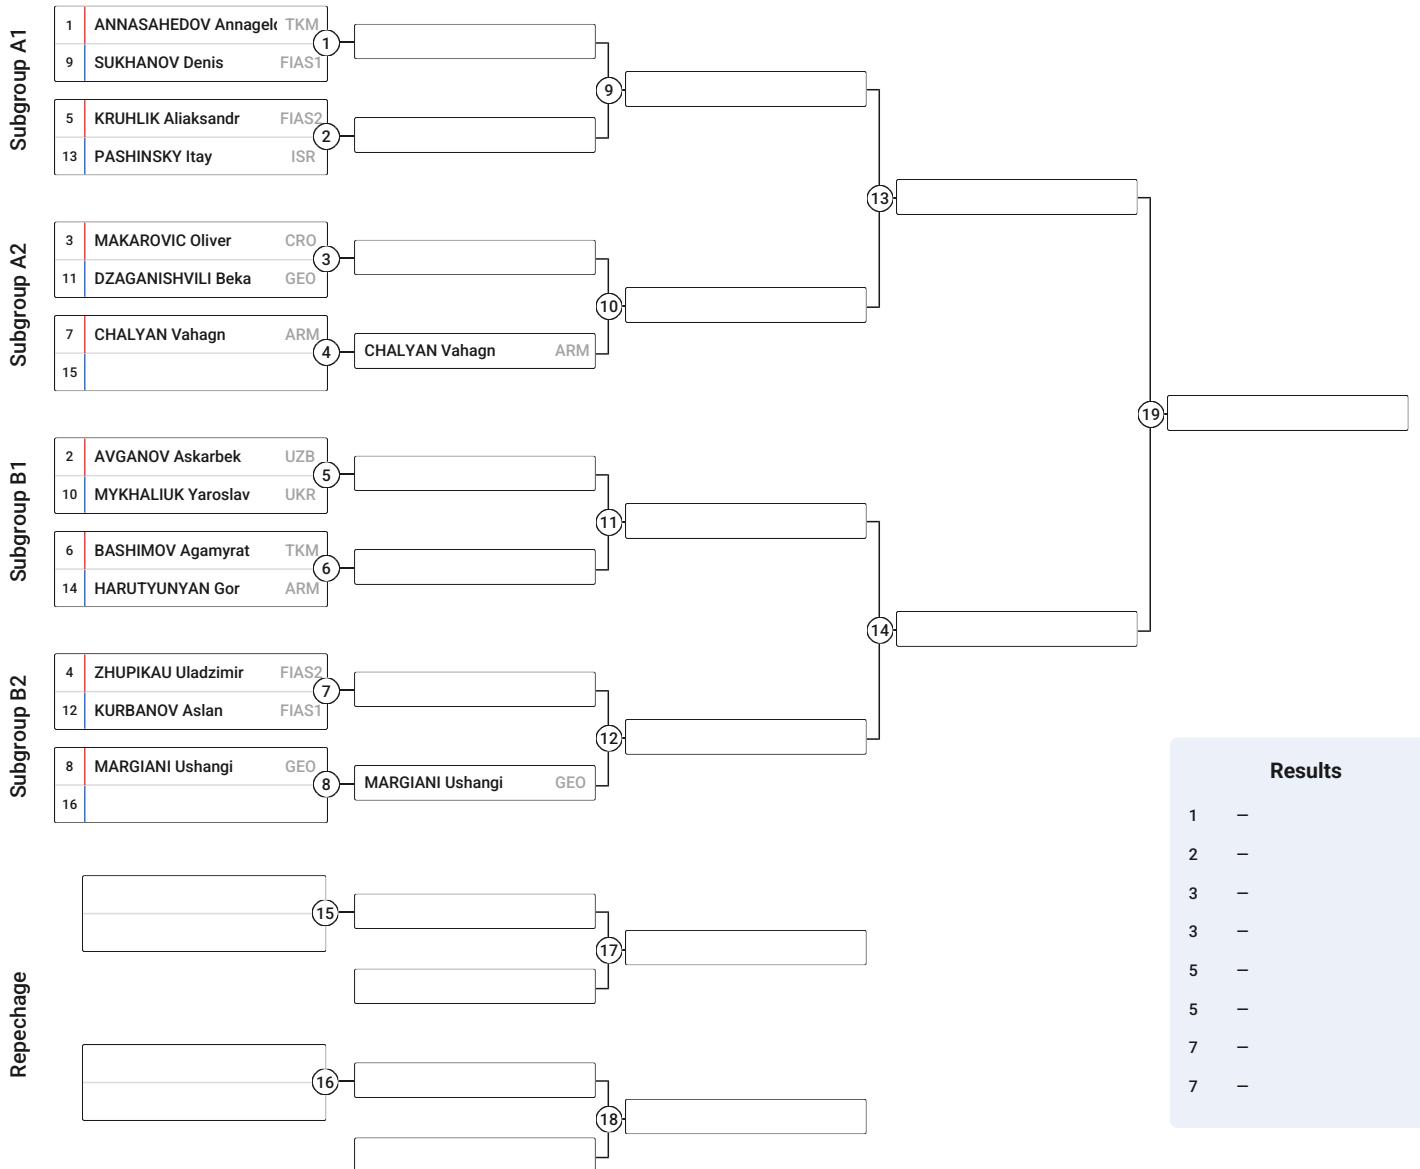 Subgroup A1
1 ANNASAHEDOV Annagel TKM
9 SUKHANOV Denis FIAS1
1
5 KRUHLIK Aliaksandr FIAS2
13 PASHINSKY Itay ISR
2
9
13
Subgroup A2
3 MAKAROVIC Oliver CRO
11 DZAGANISHVILI Beka GEO
3
7 CHALYAN Vahagn ARM
15
4
CHALYAN Vahagn ARM
10
19
Subgroup B1
2 AVGANOV Askarbek UZB
10 MYKHALIUK Yaroslav UKR
5
6 BASHIMOV Agamyrat TKM
14 HARUTYUNYAN Gor ARM
6
11
14
Subgroup B2
4 ZHUPIKAU Uladzimir FIAS2
12 KURBANOV Aslan FIAS1
7
8 MARGIANI Ushangi GEO
16
8
MARGIANI Ushangi GEO
12
Repechage
15
17
16
18
Results
1 –
2 –
3 –
3 –
5 –
5 –
7 –
7 –